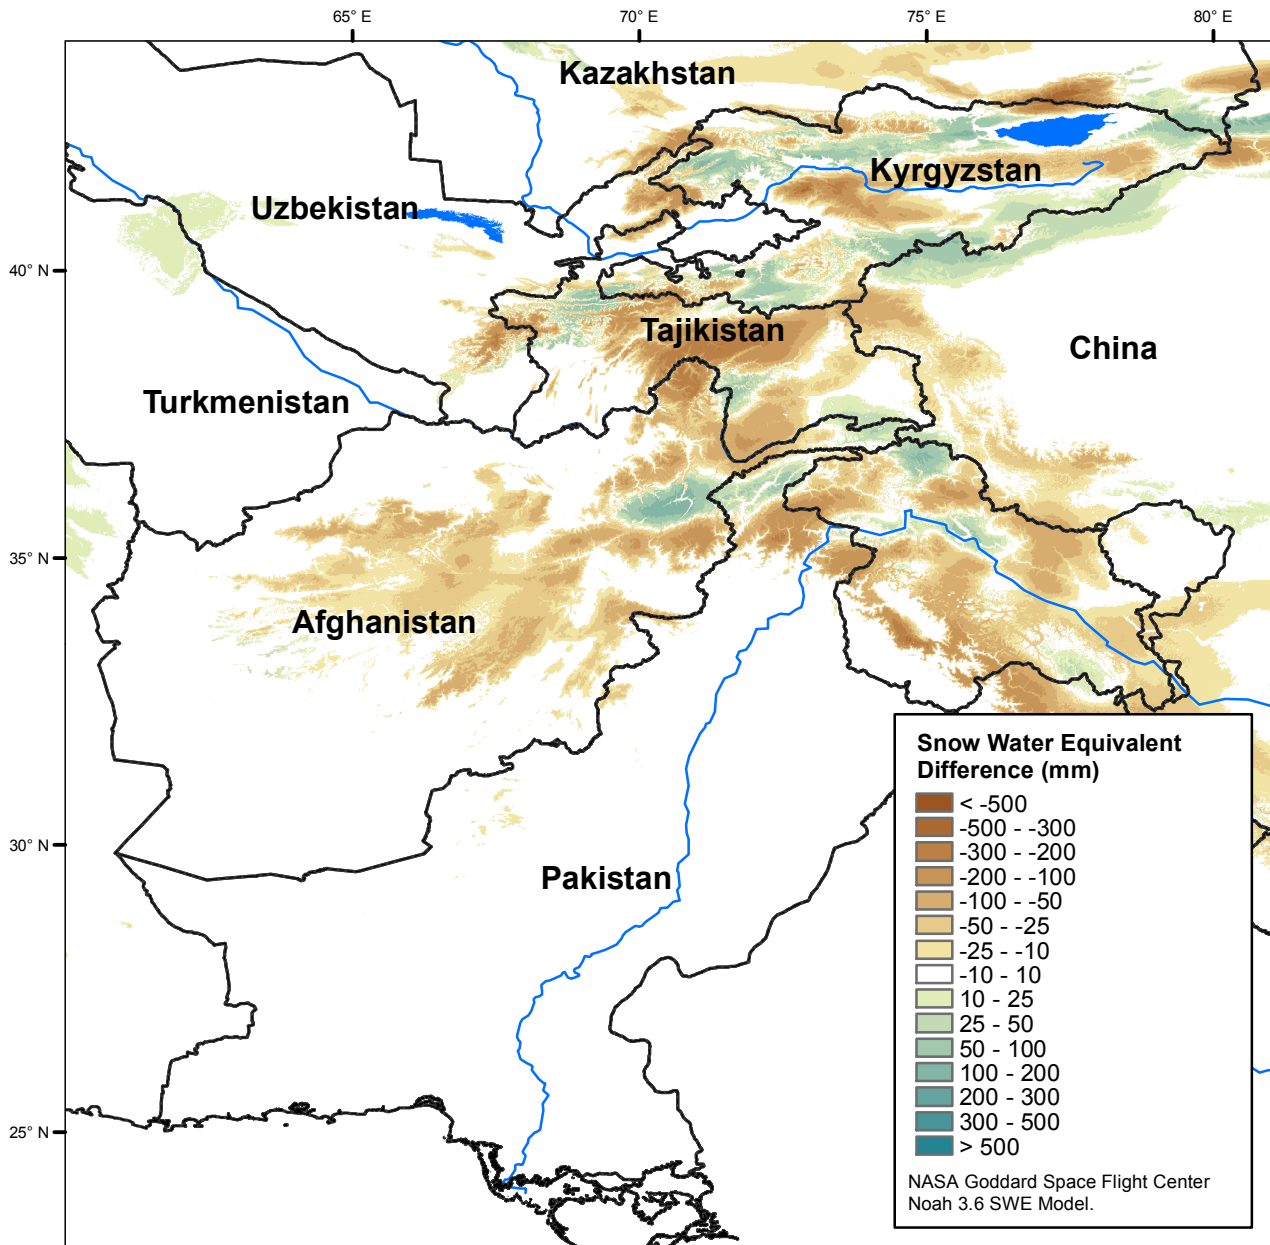 65° E
70° E
75° E
80° E
Kazakhstan
Kyrgyzstan
Uzbekistan
40° N
Tajikistan
China
Turkmenistan
35° N
Afghanistan
Snow Water Equivalent
Difference (mm)
< -500
-500 - -300
30° N
-300 - -200
Pakistan
-200 - -100
-100 - -50
-50 - -25
-25 - -10
-10 - 10
10 - 25
25 - 50
50 - 100
100 - 200
200 - 300
300 - 500
25° N
> 500
NASA Goddard Space Flight Center
Noah 3.6 SWE Model.